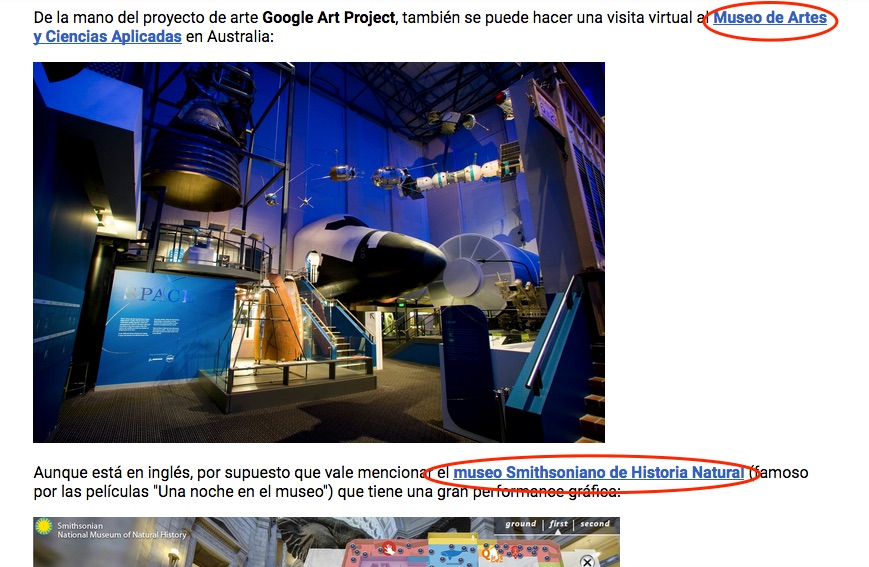 De la mano del proyecto de arte Google Art Project, también se puede hacer una visita virtual al Museo de Artes
y Ciencias Aplicadas en Australia:
SPACE
Aunque está en inglés, por supuesto que vale mencionar el museo Smithsoniano de Historia Natural (famoso
por las películas "Una noche en el museo") que tiene una gran performance gráfica:
Smithsonian
National Museum of Natural History
ground | first | second